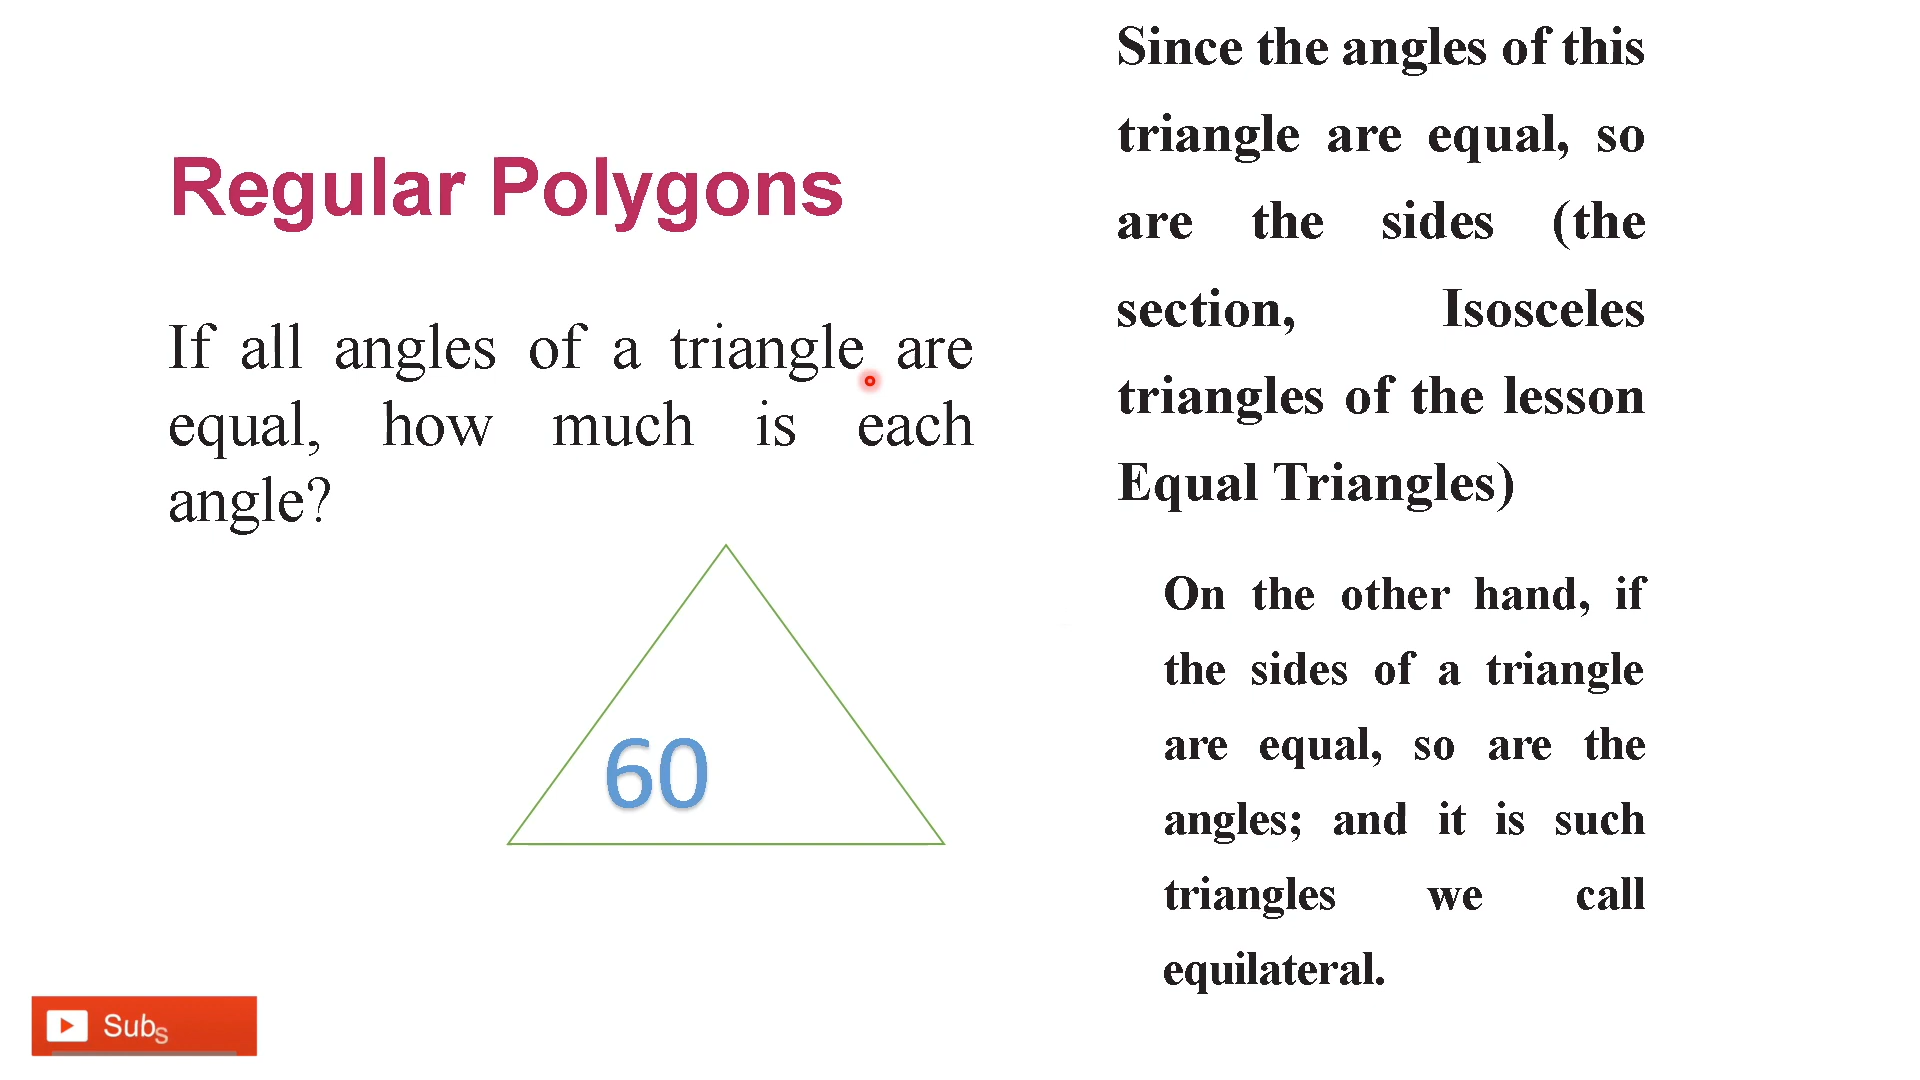 Regular Polygons
If all angles of a triangle are
equal, how much is each
angle?
60
Since the angles of this
triangle are equal, so
are the sides (the
section, Isosceles
triangles of the lesson
Equal Triangles)
On the other hand, if
the sides of a triangle
are equal, so are the
angles; and it is such
triangles we call
equilateral.
Subs